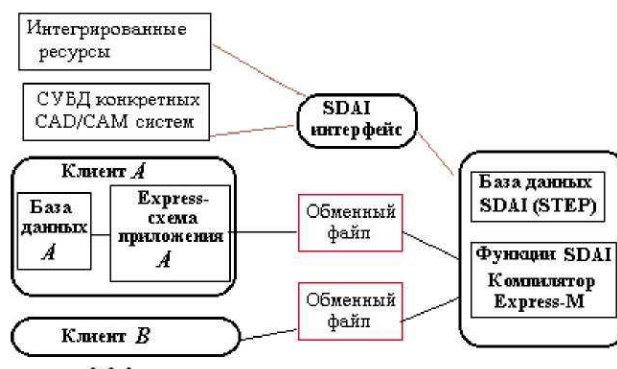 Интегрированные
ресурсы
СУБД конкретных
CAD/CAM систем
SDAI
интерфейс
Клиент A
База
данных
A
Express-
схема
приложения
A
Обменный
файл
База данных
SDAI (STEP)
Функции SDAI
Компилятор
Express-M
Обменный
файл
Клиент B